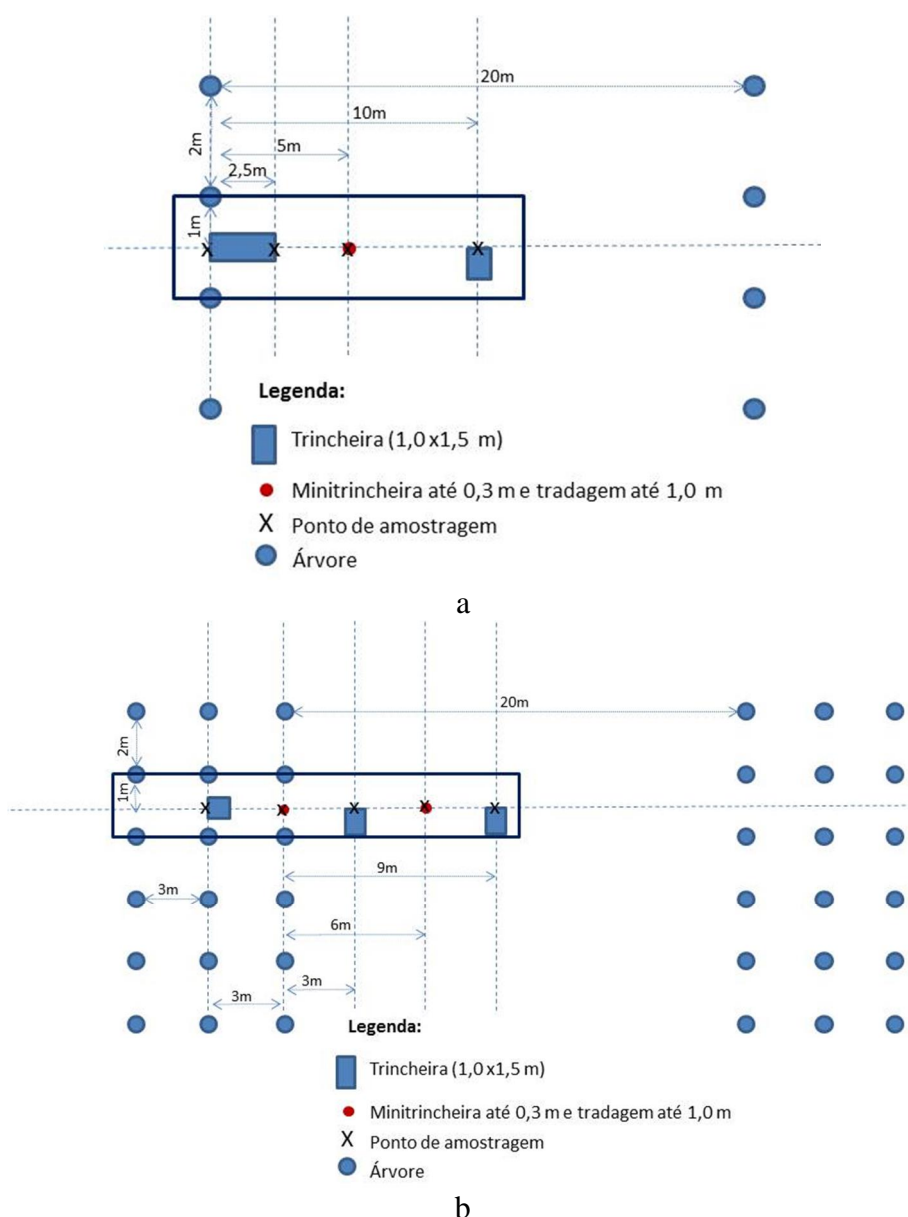 20m
10m
2m
5m
2,5m
1m
Legenda:
Trincheira (1,0 x1,5 m)
Minitrincheira até 0,3 m e tradagem até 1,0 m
X Ponto de amostragem
Árvore
a
20m
2m
1m
9m
3m
6m
3m
3m
Legenda:
Trincheira (1,0 x1,5 m)
Minitrincheira até 0,3 m e tradagem até 1,0 m
X Ponto de amostragem
Árvore
b